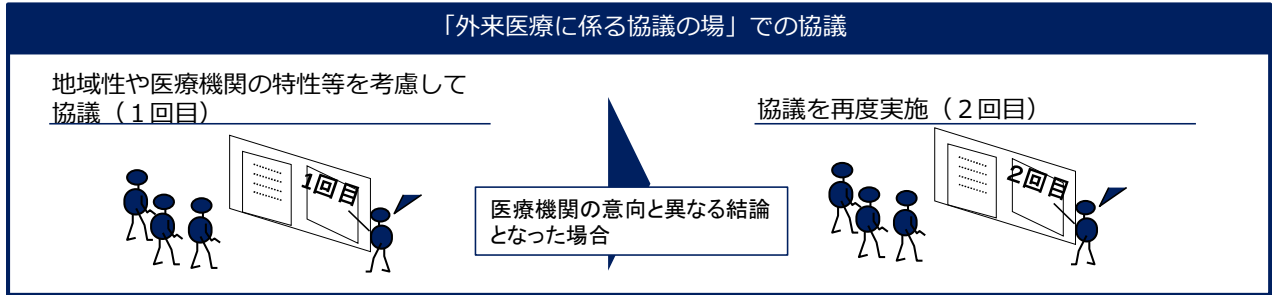 「外来医療に係る協議の場」での協議
地域性や医療機関の特性等を考慮して
協議（１回目）
協議を再度実施（２回目）
1回目
2回目
医療機関の意向と異なる結論
となった場合